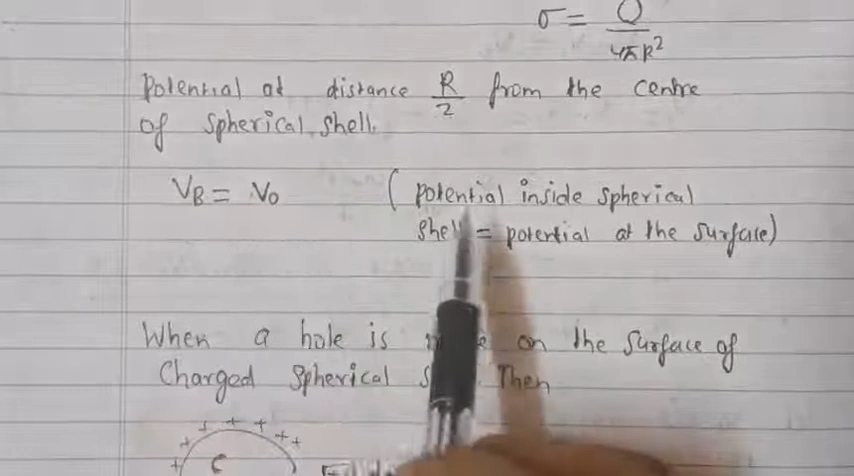 σ = Q / 4πR²
Potential at distance R/2 from the centre
of spherical shell.
V_B = V₀ (potential inside spherical
shell = potential at the surface)
When a hole is on the surface of
Charged Spherical Then
+ + + + + + +
C